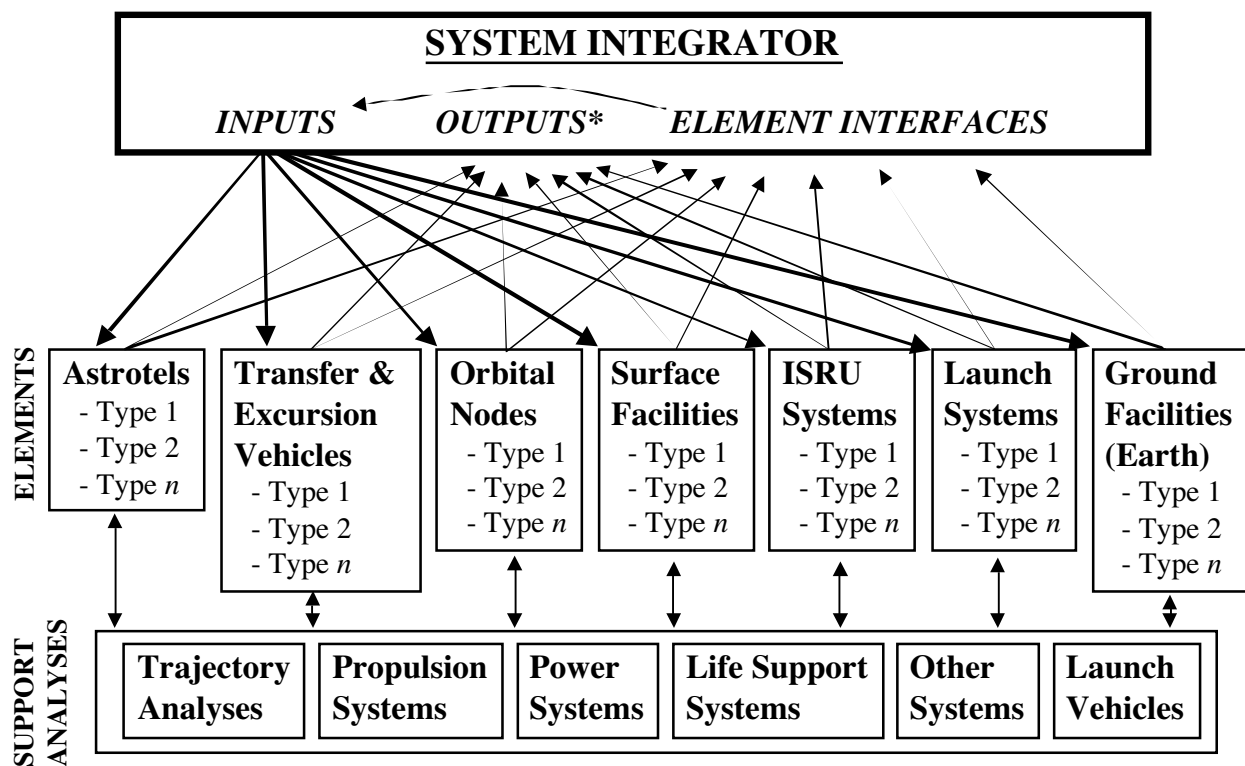 SYSTEM INTEGRATOR
INPUTS OUTPUTS* ELEMENT INTERFACES
ELEMENTS
Astrotels
- Type 1
- Type 2
- Type n
Transfer &
Excursion
Vehicles
- Type 1
- Type 2
- Type n
Orbital
Nodes
- Type 1
- Type 2
- Type n
Surface
Facilities
- Type 1
- Type 2
- Type n
ISRU
Systems
- Type 1
- Type 2
- Type n
Launch
Systems
- Type 1
- Type 2
- Type n
Ground
Facilities
(Earth)
- Type 1
- Type 2
- Type n
SUPPORT
ANALYSES
Trajectory
Analyses
Propulsion
Systems
Power
Systems
Life Support
Systems
Other
Systems
Launch
Vehicles